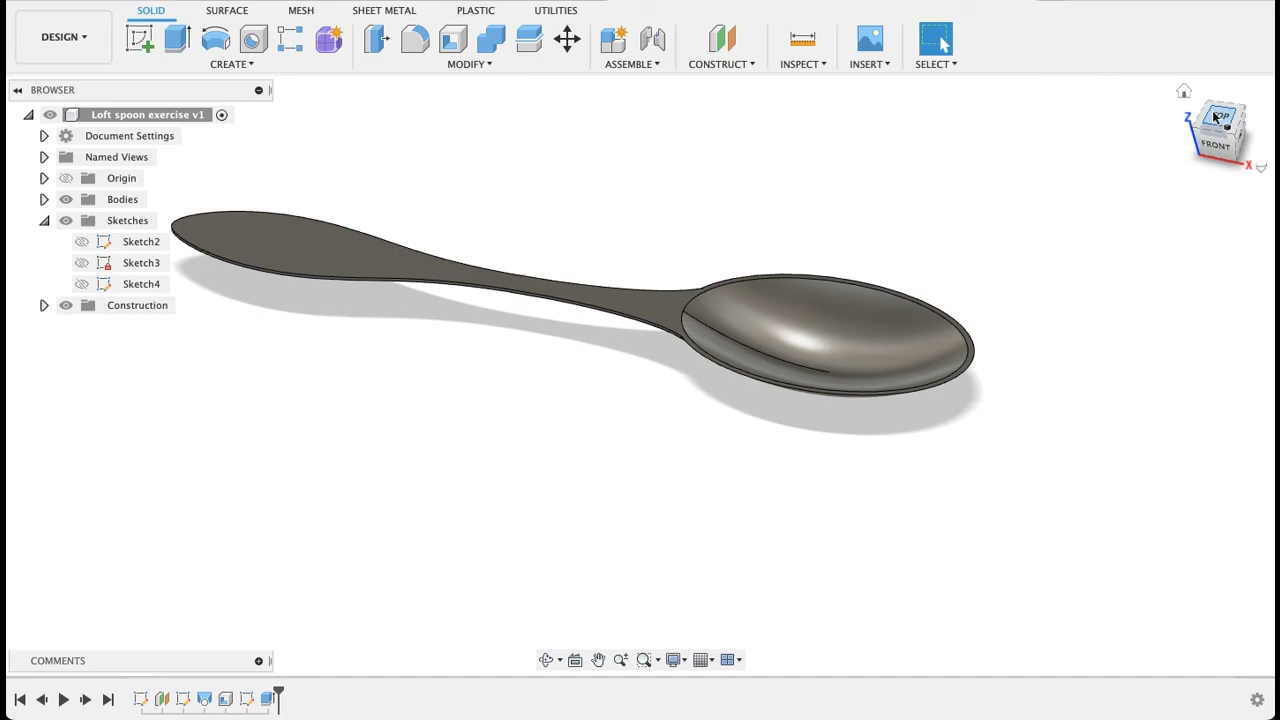 SOLID SURFACE MESH SHEET METAL PLASTIC UTILITIES
DESIGN
CREATE MODIFY ASSEMBLE CONSTRUCT INSPECT INSERT SELECT
BROWSER
Loft spoon exercise v1
Document Settings
Named Views
Origin
Bodies
Sketches
Sketch2
Sketch3
Sketch4
Construction
Z
FRONT
X
COMMENTS